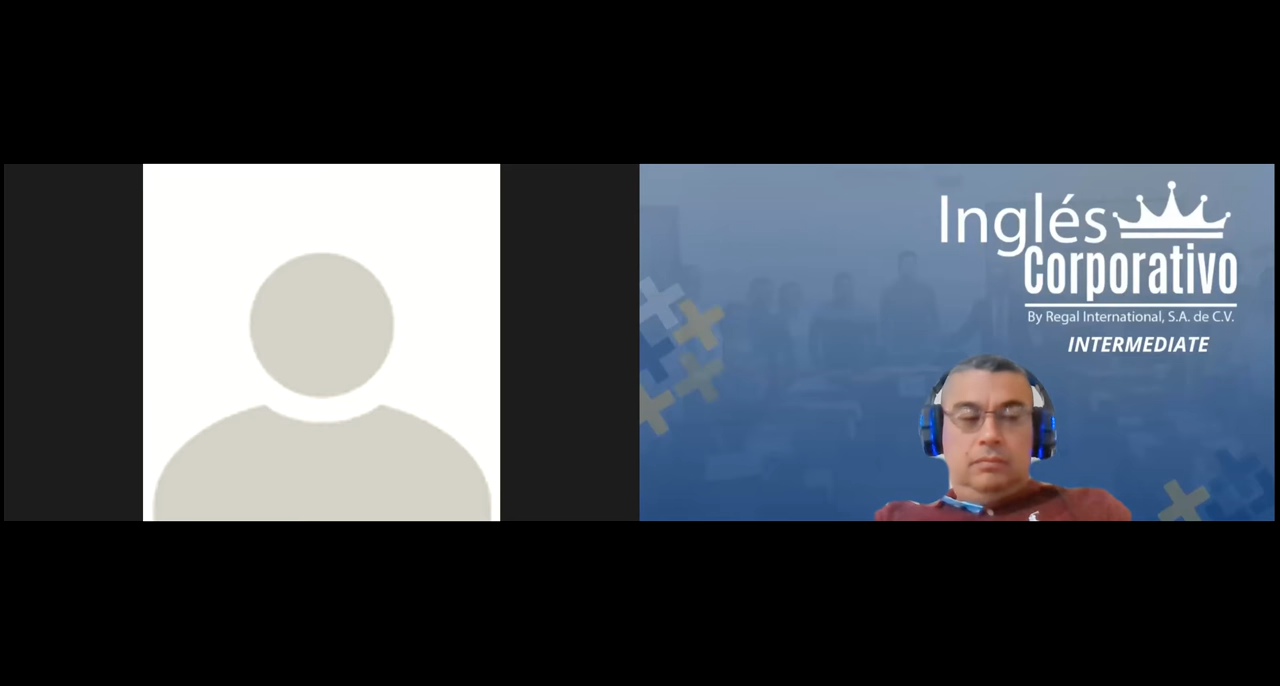 Inglés
Corporativo
By Regal International, S.A. de C.V.
INTERMEDIATE